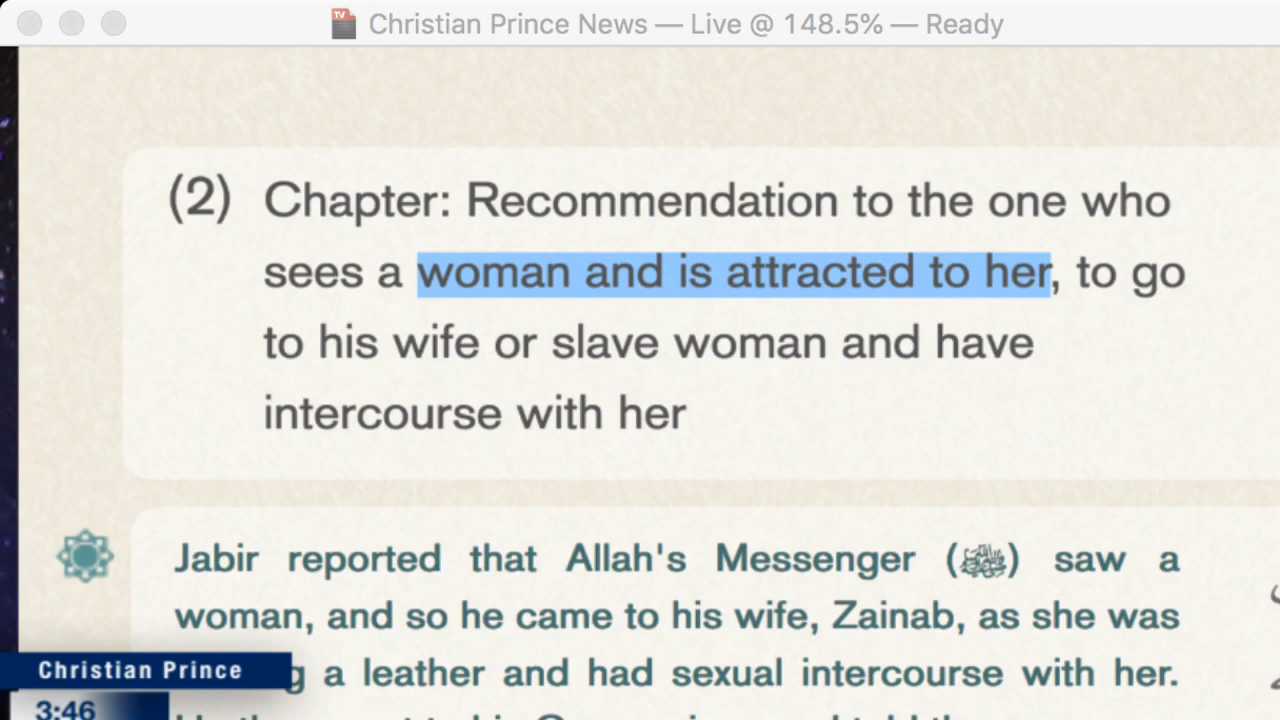 Christian Prince News — Live @ 148.5% — Ready
(2) Chapter: Recommendation to the one who
sees a woman and is attracted to her, to go
to his wife or slave woman and have
intercourse with her
Jabir reported that Allah's Messenger (ﷺ) saw a
woman, and so he came to his wife, Zainab, as she was
a leather and had sexual intercourse with her.
Christian Prince
3:46